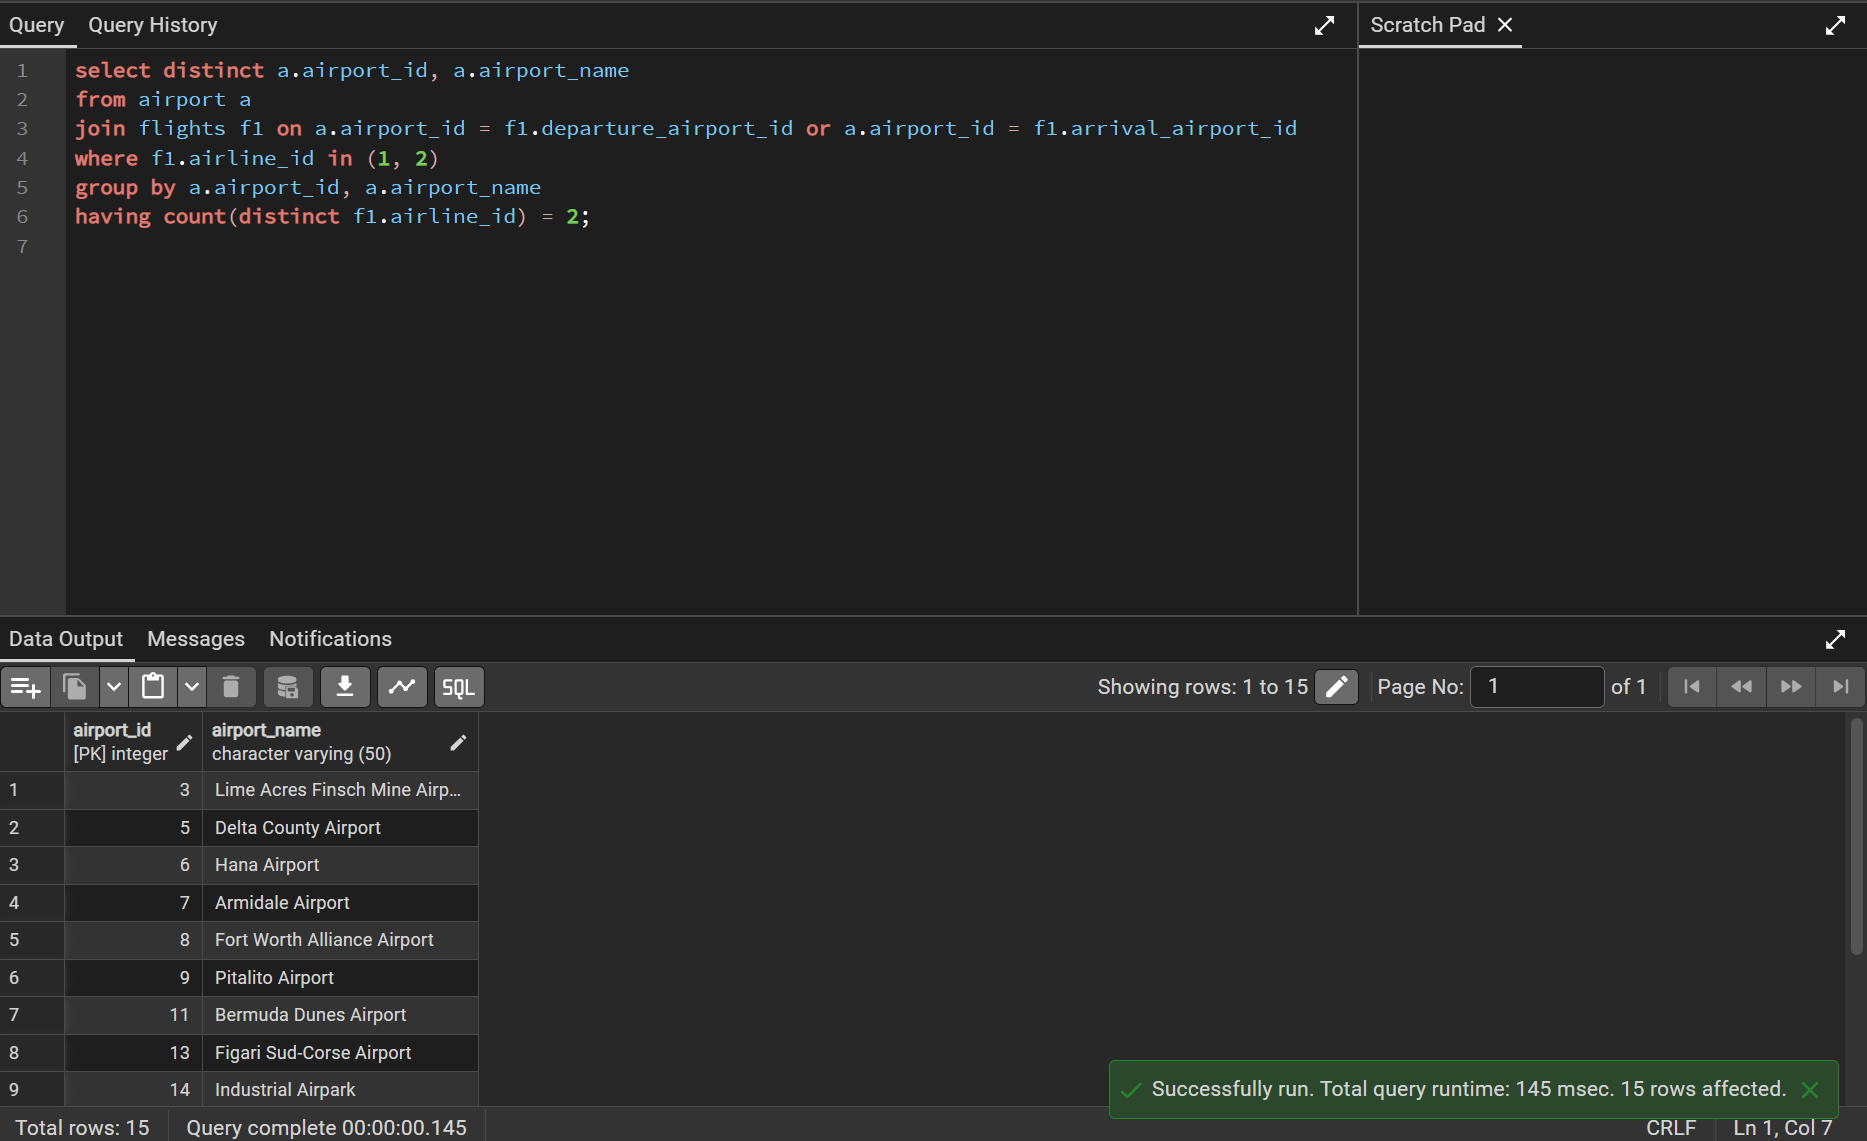 Query Query History
Scratch Pad
1 select distinct a.airport_id, a.airport_name
2 from airport a
3 join flights f1 on a.airport_id = f1.departure_airport_id or a.airport_id = f1.arrival_airport_id
4 where f1.airline_id in (1, 2)
5 group by a.airport_id, a.airport_name
6 having count(distinct f1.airline_id) = 2;
7
Data Output Messages Notifications
SQL Showing rows: 1 to 15 Page No: 1 of 1
airport_id airport_name
[PK] integer character varying (50)
1 3 Lime Acres Finsch Mine Airp...
2 5 Delta County Airport
3 6 Hana Airport
4 7 Armidale Airport
5 8 Fort Worth Alliance Airport
6 9 Pitalito Airport
7 11 Bermuda Dunes Airport
8 13 Figari Sud-Corse Airport
9 14 Industrial Airpark
Successfully run. Total query runtime: 145 msec. 15 rows affected.
Total rows: 15 Query complete 00:00:00.145 CRLF Ln 1, Col 7